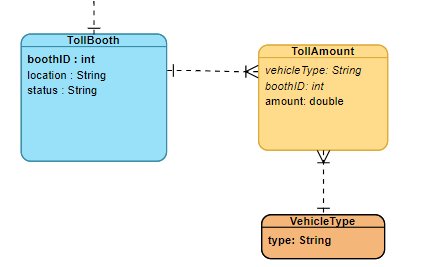 TollBooth
boothID : int
location : String
status : String
TollAmount
vehicleType: String
boothID: int
amount: double
VehicleType
type: String